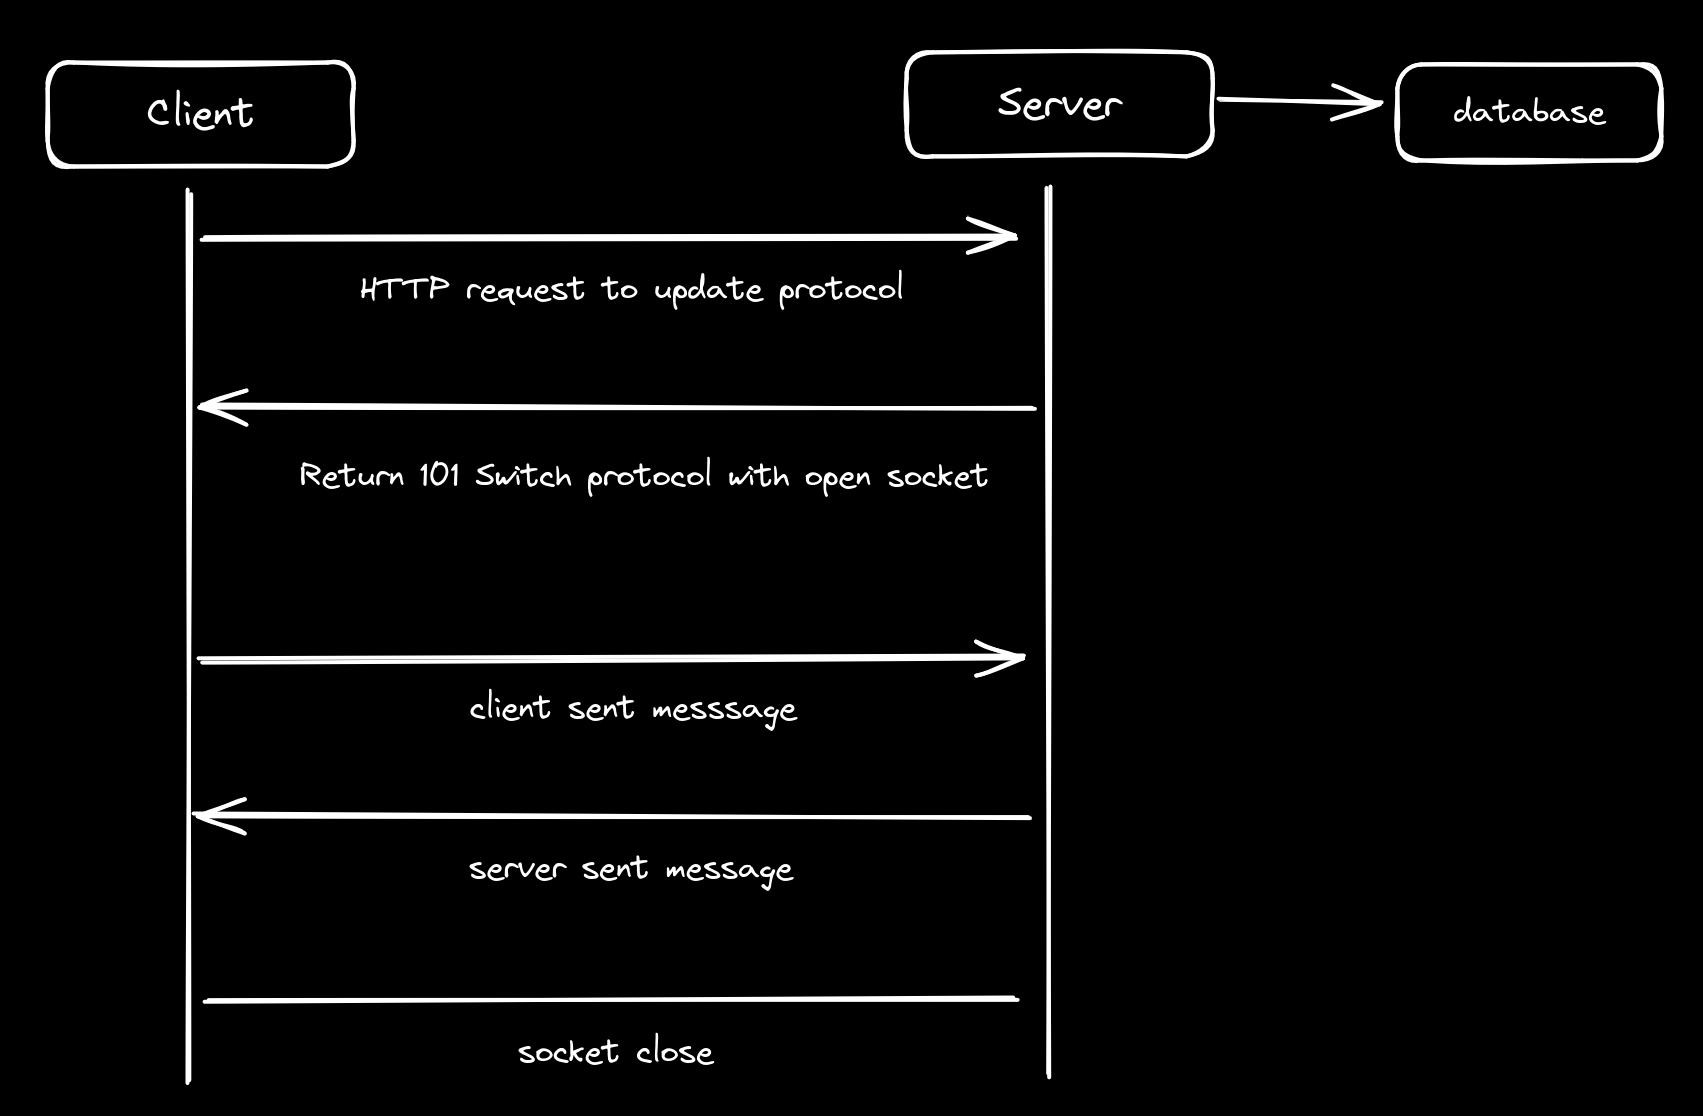 Client
Server
database
HTTP request to update protocol
Return 101 Switch protocol with open socket
client sent messsage
server sent message
socket close